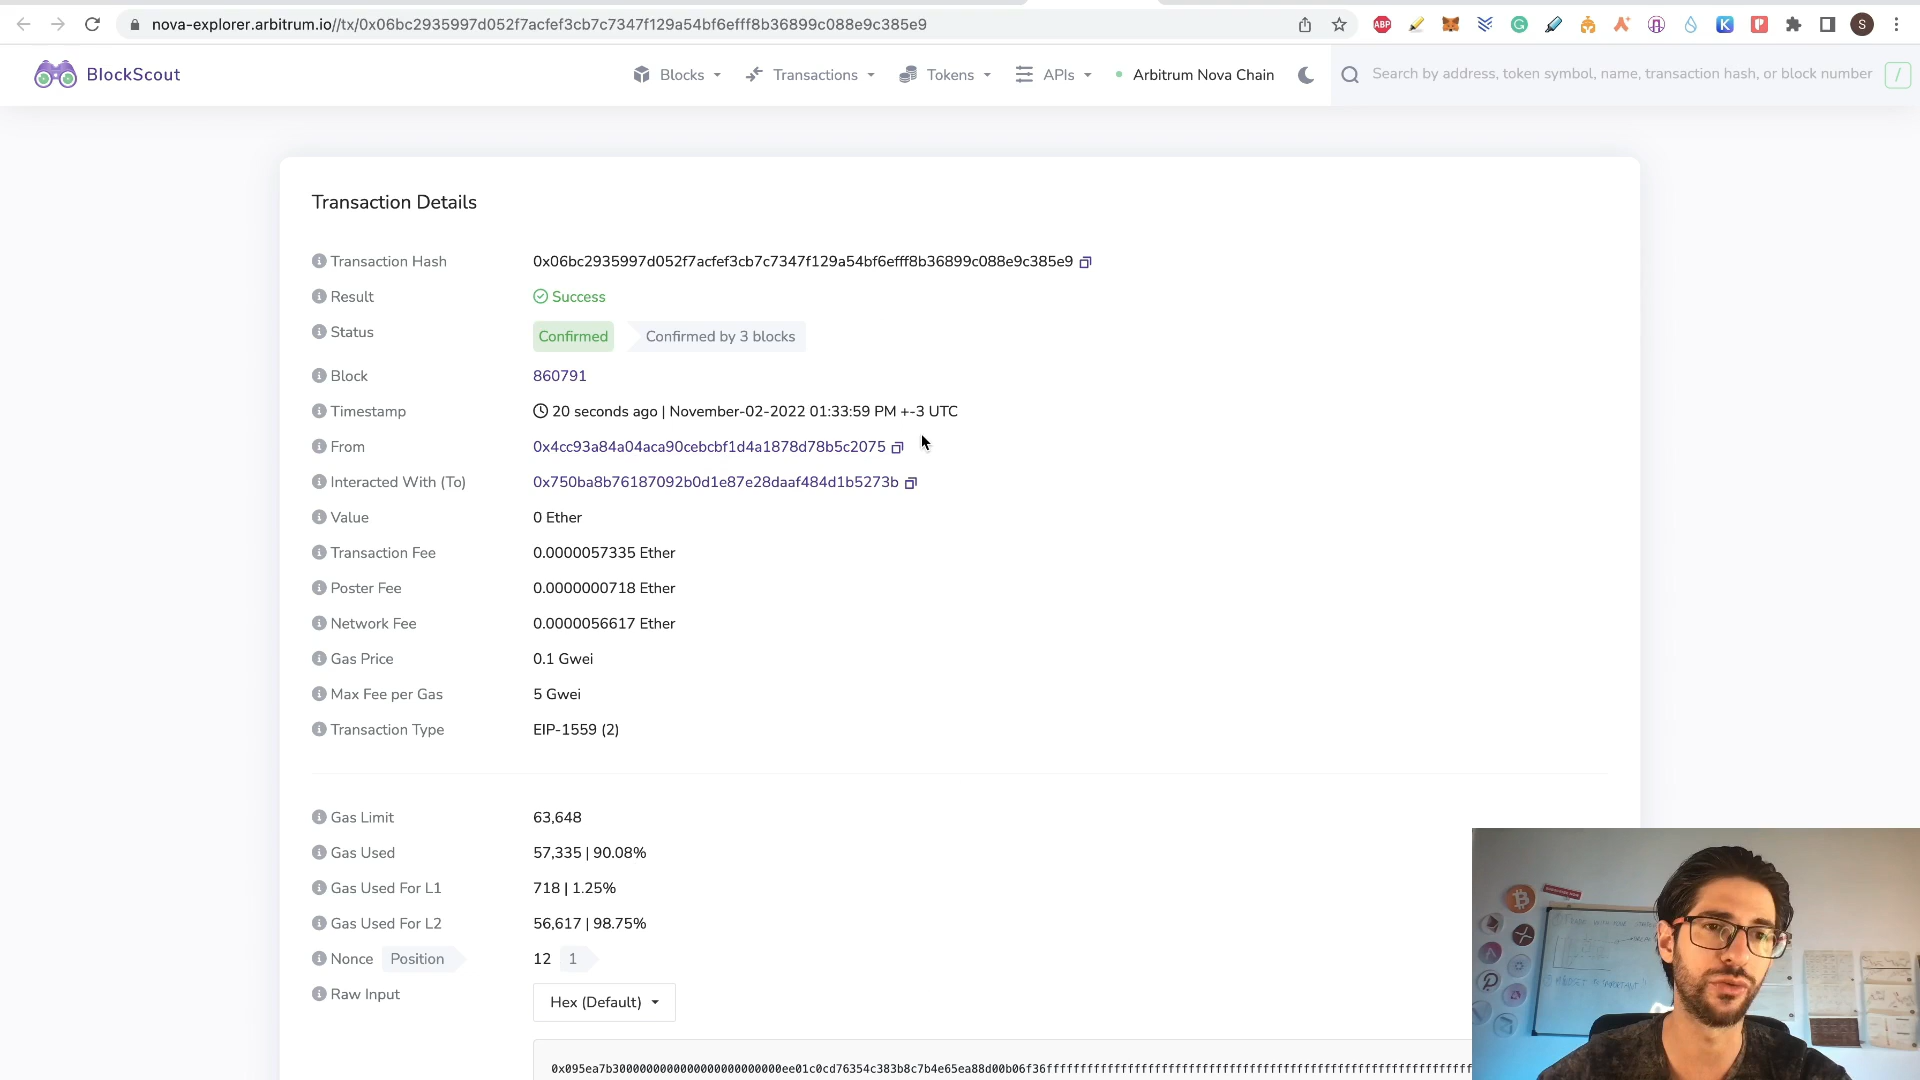 nova-explorer.arbitrum.io//tx/0x06bc2935997d052f7acfef3cb7c7347f129a54bf6efff8b36899c088e9c385e9
ABP
S
BlockScout
Blocks
Transactions
Tokens
APIs
Arbitrum Nova Chain
Search by address, token symbol, name, transaction hash, or block number
/
Transaction Details
Transaction Hash 0x06bc2935997d052f7acfef3cb7c7347f129a54bf6efff8b36899c088e9c385e9
Result Success
Status Confirmed Confirmed by 3 blocks
Block 860791
Timestamp 20 seconds ago | November-02-2022 01:33:59 PM +-3 UTC
From 0x4cc93a84a04aca90cebcbf1d4a1878d78b5c2075
Interacted With (To) 0x750ba8b76187092b0d1e87e28daaf484d1b5273b
Value 0 Ether
Transaction Fee 0.0000057335 Ether
Poster Fee 0.0000000718 Ether
Network Fee 0.0000056617 Ether
Gas Price 0.1 Gwei
Max Fee per Gas 5 Gwei
Transaction Type EIP-1559 (2)
Gas Limit 63,648
Gas Used 57,335 | 90.08%
Gas Used For L1 718 | 1.25%
Gas Used For L2 56,617 | 98.75%
Nonce Position 12 1
Raw Input Hex (Default)